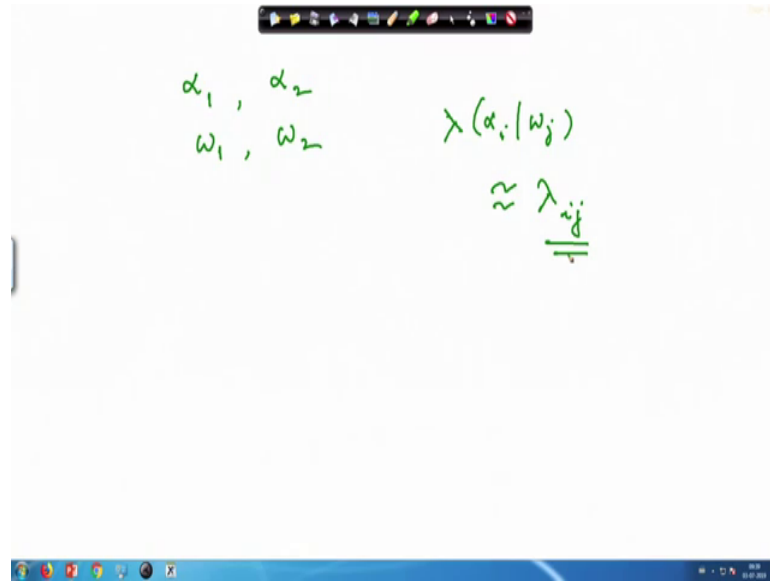 α₁ , α₂
ω₁ , ω₂
λ(αᵢ/ωⱼ)
≈ λᵢⱼ